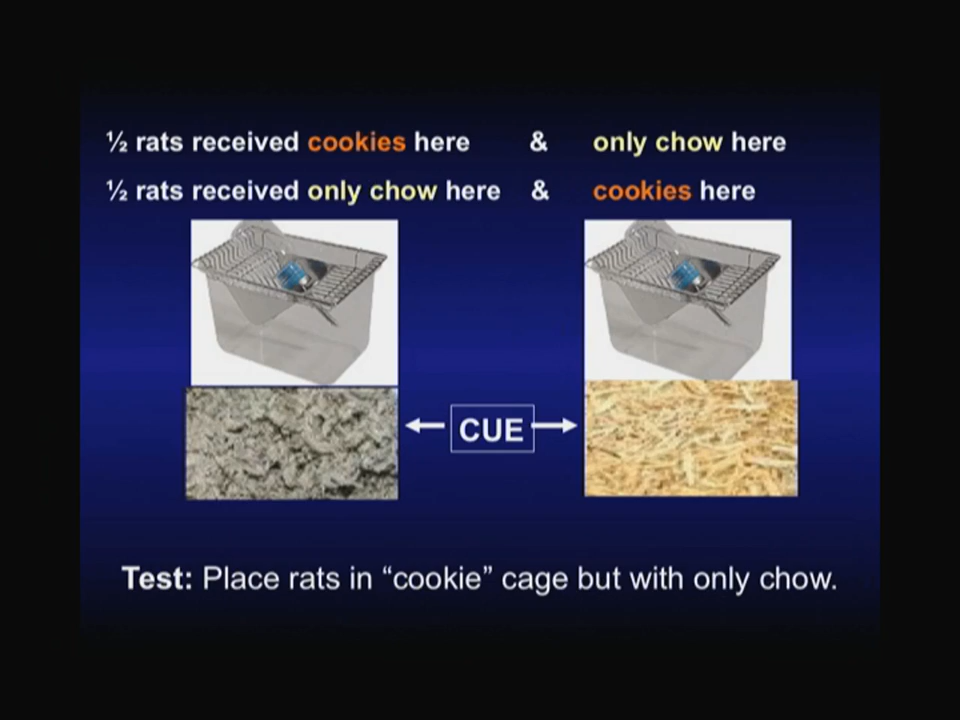 ½ rats received cookies here & only chow here
½ rats received only chow here & cookies here
CUE
Test: Place rats in “cookie” cage but with only chow.